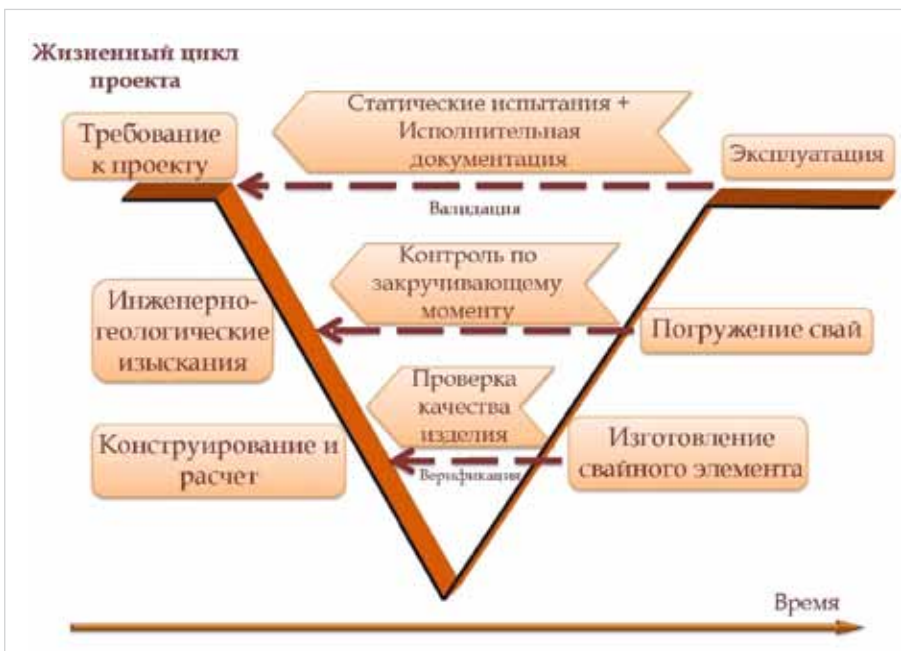 Жизненный цикл
проекта
Статические испытания +
Исполнительная
документация
Требование
к проекту
Эксплуатация
Валидация
Контроль по
закручивающему
моменту
Инженерно-
геологические
изыскания
Погружение свай
Проверка
качества
изделия
Конструирование и
расчет
Изготовление
свайного элемента
Верификация
Время